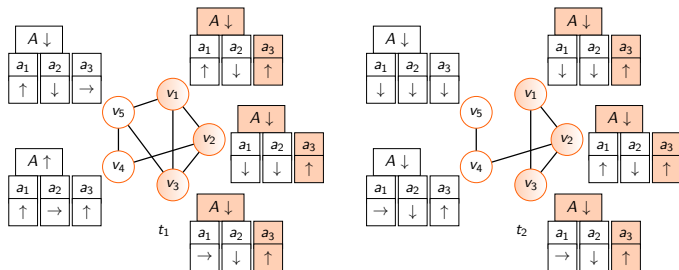 A ↓
a1 a2 a3
↑ ↓ →
A ↓
a1 a2 a3
↑ ↓ ↑
v1
v5
v2
v4
v3
A ↓
a1 a2 a3
↓ ↓ ↑
A ↑
a1 a2 a3
↑ → ↑
A ↓
a1 a2 a3
→ ↓ ↑
t1
A ↓
a1 a2 a3
↓ ↓ ↓
A ↓
a1 a2 a3
↓ ↓ ↑
v1
v5
v2
v4
v3
A ↓
a1 a2 a3
↑ ↓ ↑
A ↓
a1 a2 a3
→ ↓ ↑
A ↓
a1 a2 a3
→ ↓ ↑
t2